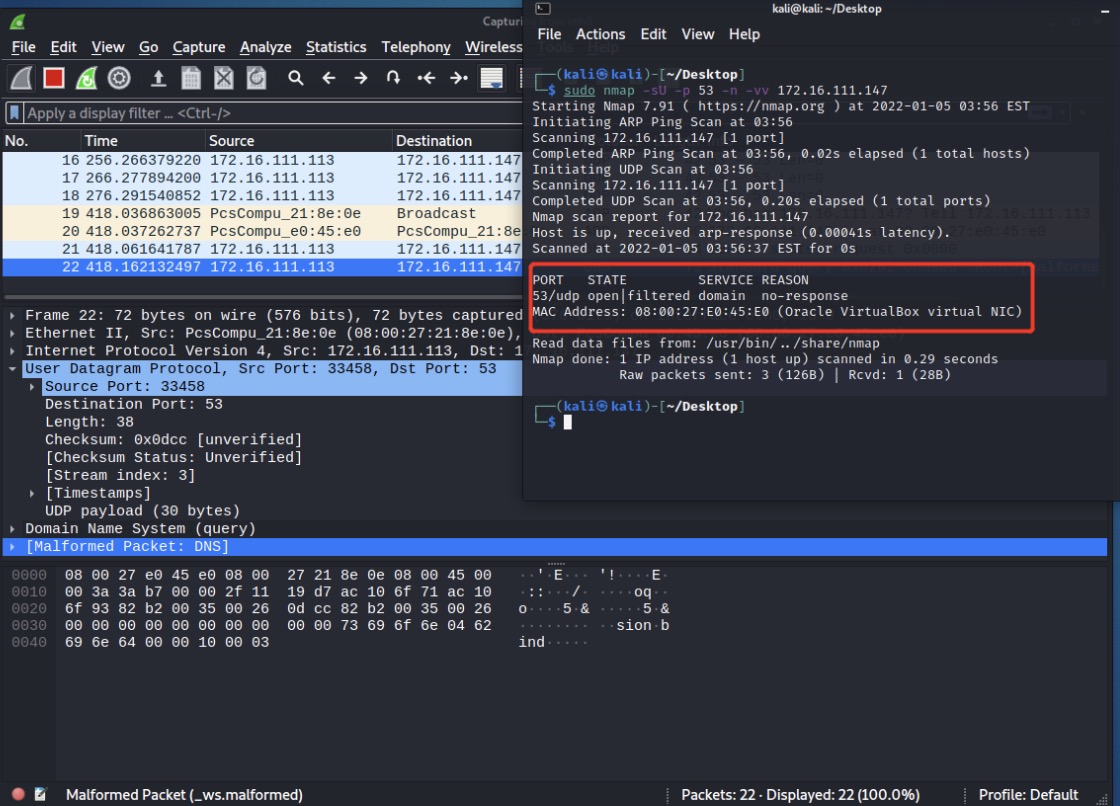 Capturi
File Edit View Go Capture Analyze Statistics Telephony Wireless Tools Help
Apply a display filter … <Ctrl-/>
No. Time Source Destination
16 256.266379220 172.16.111.113 172.16.111.147
17 266.277894200 172.16.111.113 172.16.111.147
18 276.291540852 172.16.111.113 172.16.111.147
19 418.036863005 PcsCompu_21:8e:0e Broadcast
20 418.037262737 PcsCompu_e0:45:e0 PcsCompu_21:8e
21 418.061641787 172.16.111.113 172.16.111.147
22 418.162132497 172.16.111.113 172.16.111.147
Frame 22: 72 bytes on wire (576 bits), 72 bytes captured
Ethernet II, Src: PcsCompu_21:8e:0e (08:00:27:21:8e:0e),
Internet Protocol Version 4, Src: 172.16.111.113, Dst: 1
User Datagram Protocol, Src Port: 33458, Dst Port: 53
Source Port: 33458
Destination Port: 53
Length: 38
Checksum: 0x0dcc [unverified]
[Checksum Status: Unverified]
[Stream index: 3]
[Timestamps]
UDP payload (30 bytes)
Domain Name System (query)
[Malformed Packet: DNS]
0000 08 00 27 e0 45 e0 08 00 27 21 8e 0e 08 00 45 00 ··'·E··· '!····E·
0010 00 3a 3a b7 00 00 2f 11 19 d7 ac 10 6f 71 ac 10 ·::···/· ····oq··
0020 6f 93 82 b2 00 35 00 26 0d cc 82 b2 00 35 00 26 o····5·& ·····5·&
0030 00 00 00 00 00 00 00 00 00 00 73 69 6f 6e 04 62 ········ ··sion·b
0040 69 6e 64 00 00 10 00 03 ind·····
Malformed Packet (_ws.malformed) Packets: 22 · Displayed: 22 (100.0%) Profile: Default
kali@kali: ~/Desktop
File Actions Edit View Help
┌──(kali㉿kali)-[~/Desktop]
└─$ sudo nmap -sU -p 53 -n -vv 172.16.111.147
Starting Nmap 7.91 ( https://nmap.org ) at 2022-01-05 03:56 EST
Initiating ARP Ping Scan at 03:56
Scanning 172.16.111.147 [1 port]
Completed ARP Ping Scan at 03:56, 0.02s elapsed (1 total hosts)
Initiating UDP Scan at 03:56
Scanning 172.16.111.147 [1 port]
Completed UDP Scan at 03:56, 0.20s elapsed (1 total ports)
Nmap scan report for 172.16.111.147
Host is up, received arp-response (0.00041s latency).
Scanned at 2022-01-05 03:56:37 EST for 0s
PORT STATE SERVICE REASON
53/udp open|filtered domain no-response
MAC Address: 08:00:27:E0:45:E0 (Oracle VirtualBox virtual NIC)
Read data files from: /usr/bin/../share/nmap
Nmap done: 1 IP address (1 host up) scanned in 0.29 seconds
Raw packets sent: 3 (126B) | Rcvd: 1 (28B)
┌──(kali㉿kali)-[~/Desktop]
└─$